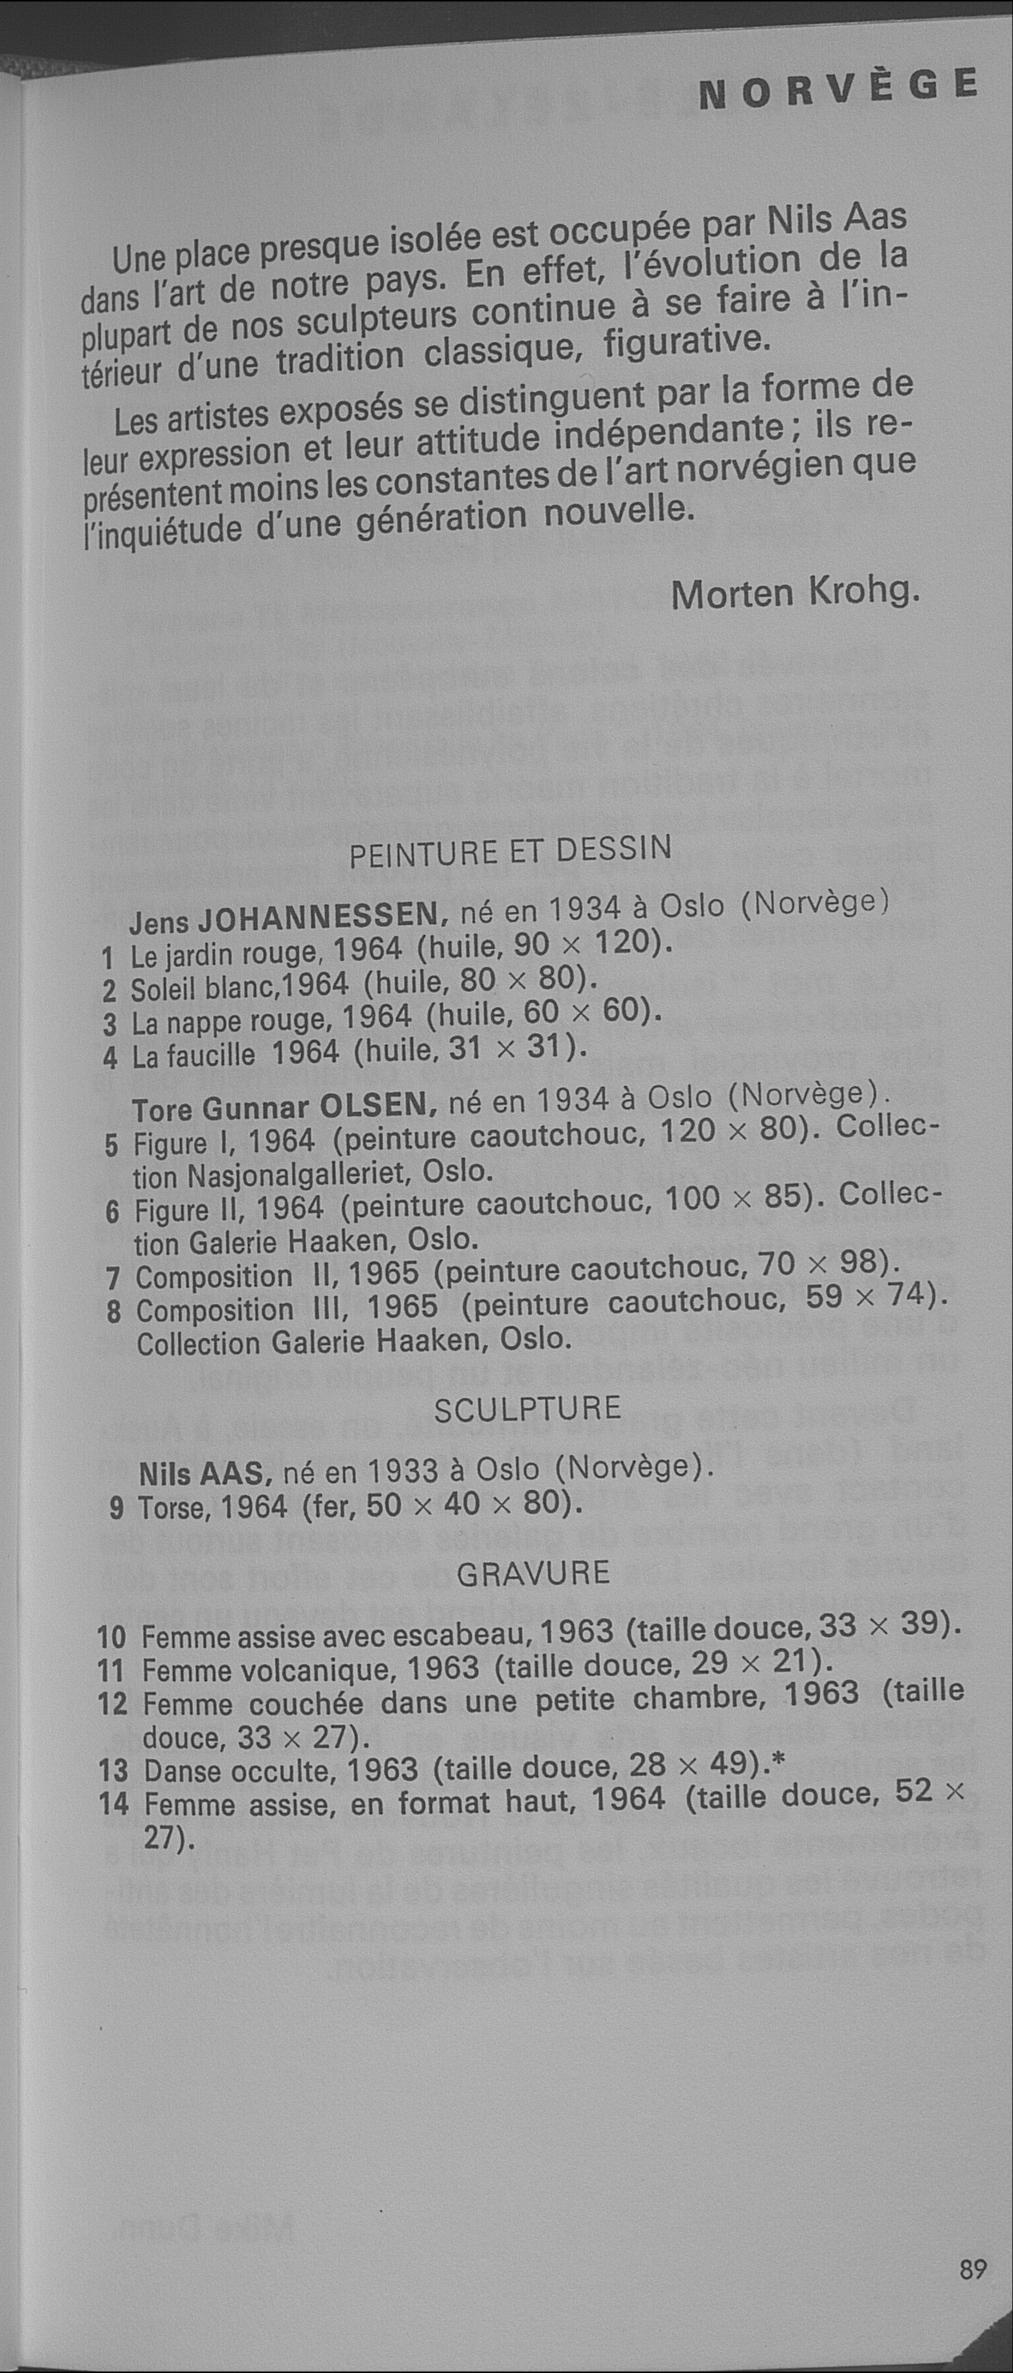 NORVÈGE
Une place presque isolée est occupée par Nils Aas
dans l'art de notre pays. En effet, l'évolution de la
plupart de nos sculpteurs continue à se faire à l'in-
térieur d'une tradition classique, figurative.
Les artistes exposés se distinguent par la forme de
leur expression et leur attitude indépendante ; ils re-
présentent moins les constantes de l'art norvégien que
l'inquiétude d'une génération nouvelle.
Morten Krohg.
PEINTURE ET DESSIN
Jens JOHANNESSEN, né en 1934 à Oslo (Norvège)
1 Le jardin rouge, 1964 (huile, 90 × 120).
2 Soleil blanc,1964 (huile, 80 × 80).
3 La nappe rouge, 1964 (huile, 60 × 60).
4 La faucille 1964 (huile, 31 × 31).
Tore Gunnar OLSEN, né en 1934 à Oslo (Norvège).
5 Figure I, 1964 (peinture caoutchouc, 120 × 80). Collec-
tion Nasjonalgalleriet, Oslo.
6 Figure II, 1964 (peinture caoutchouc, 100 × 85). Collec-
tion Galerie Haaken, Oslo.
7 Composition II, 1965 (peinture caoutchouc, 70 × 98).
8 Composition III, 1965 (peinture caoutchouc, 59 × 74).
Collection Galerie Haaken, Oslo.
SCULPTURE
Nils AAS, né en 1933 à Oslo (Norvège).
9 Torse, 1964 (fer, 50 × 40 × 80).
GRAVURE
10 Femme assise avec escabeau, 1963 (taille douce, 33 × 39).
11 Femme volcanique, 1963 (taille douce, 29 × 21).
12 Femme couchée dans une petite chambre, 1963 (taille
douce, 33 × 27).
13 Danse occulte, 1963 (taille douce, 28 × 49).*
14 Femme assise, en format haut, 1964 (taille douce, 52 ×
27).
89